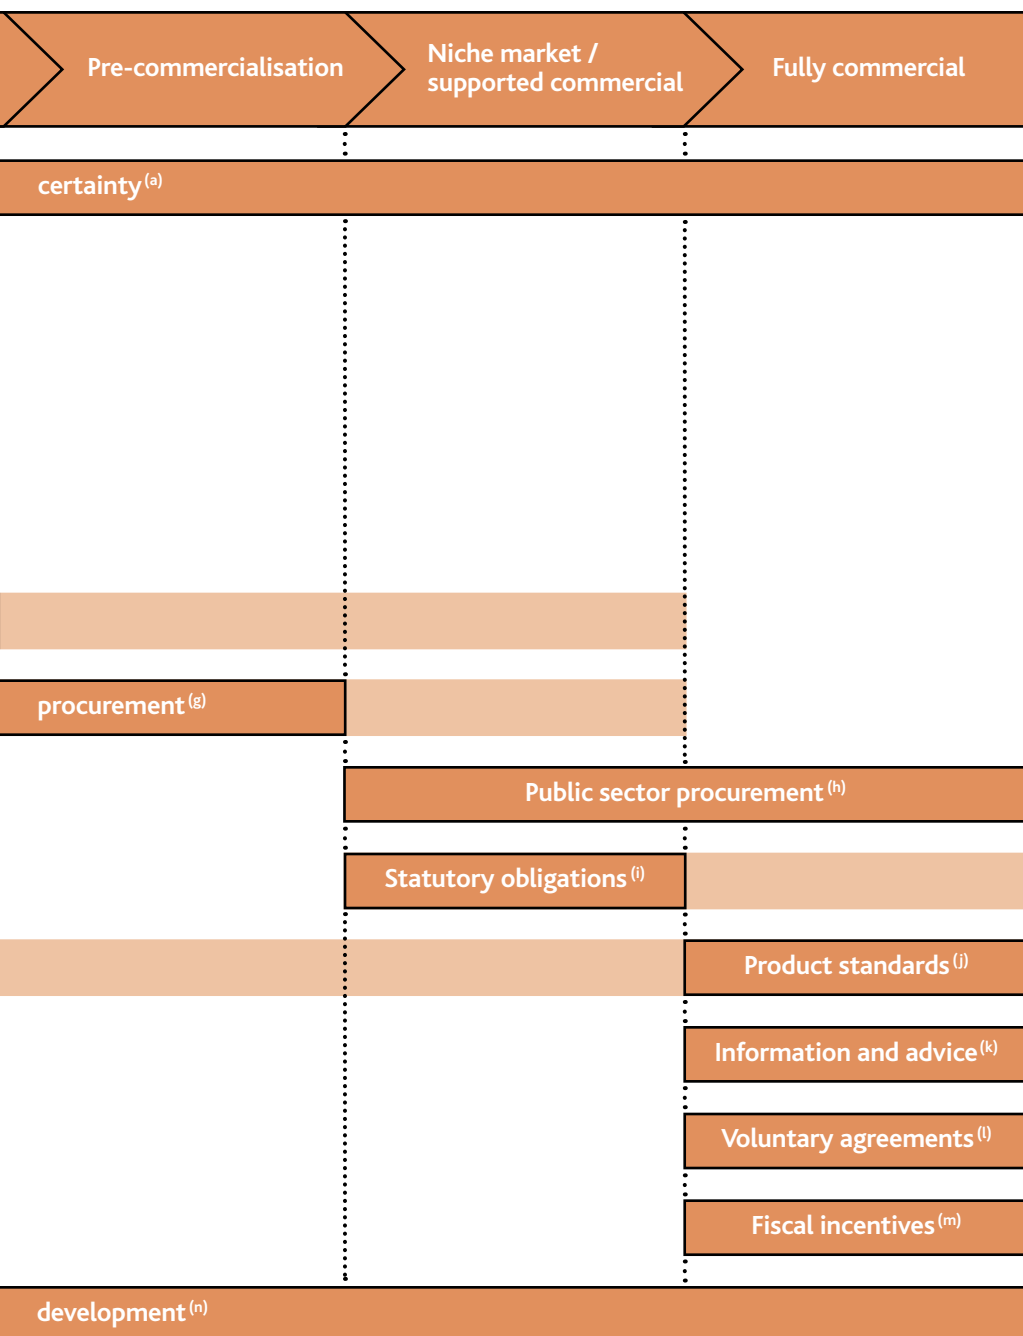 Pre-commercialisation
Niche market /
supported commercial
Fully commercial
certainty (a)
procurement (g)
Public sector procurement (h)
Statutory obligations (i)
Product standards (j)
Information and advice (k)
Voluntary agreements (l)
Fiscal incentives (m)
development (n)